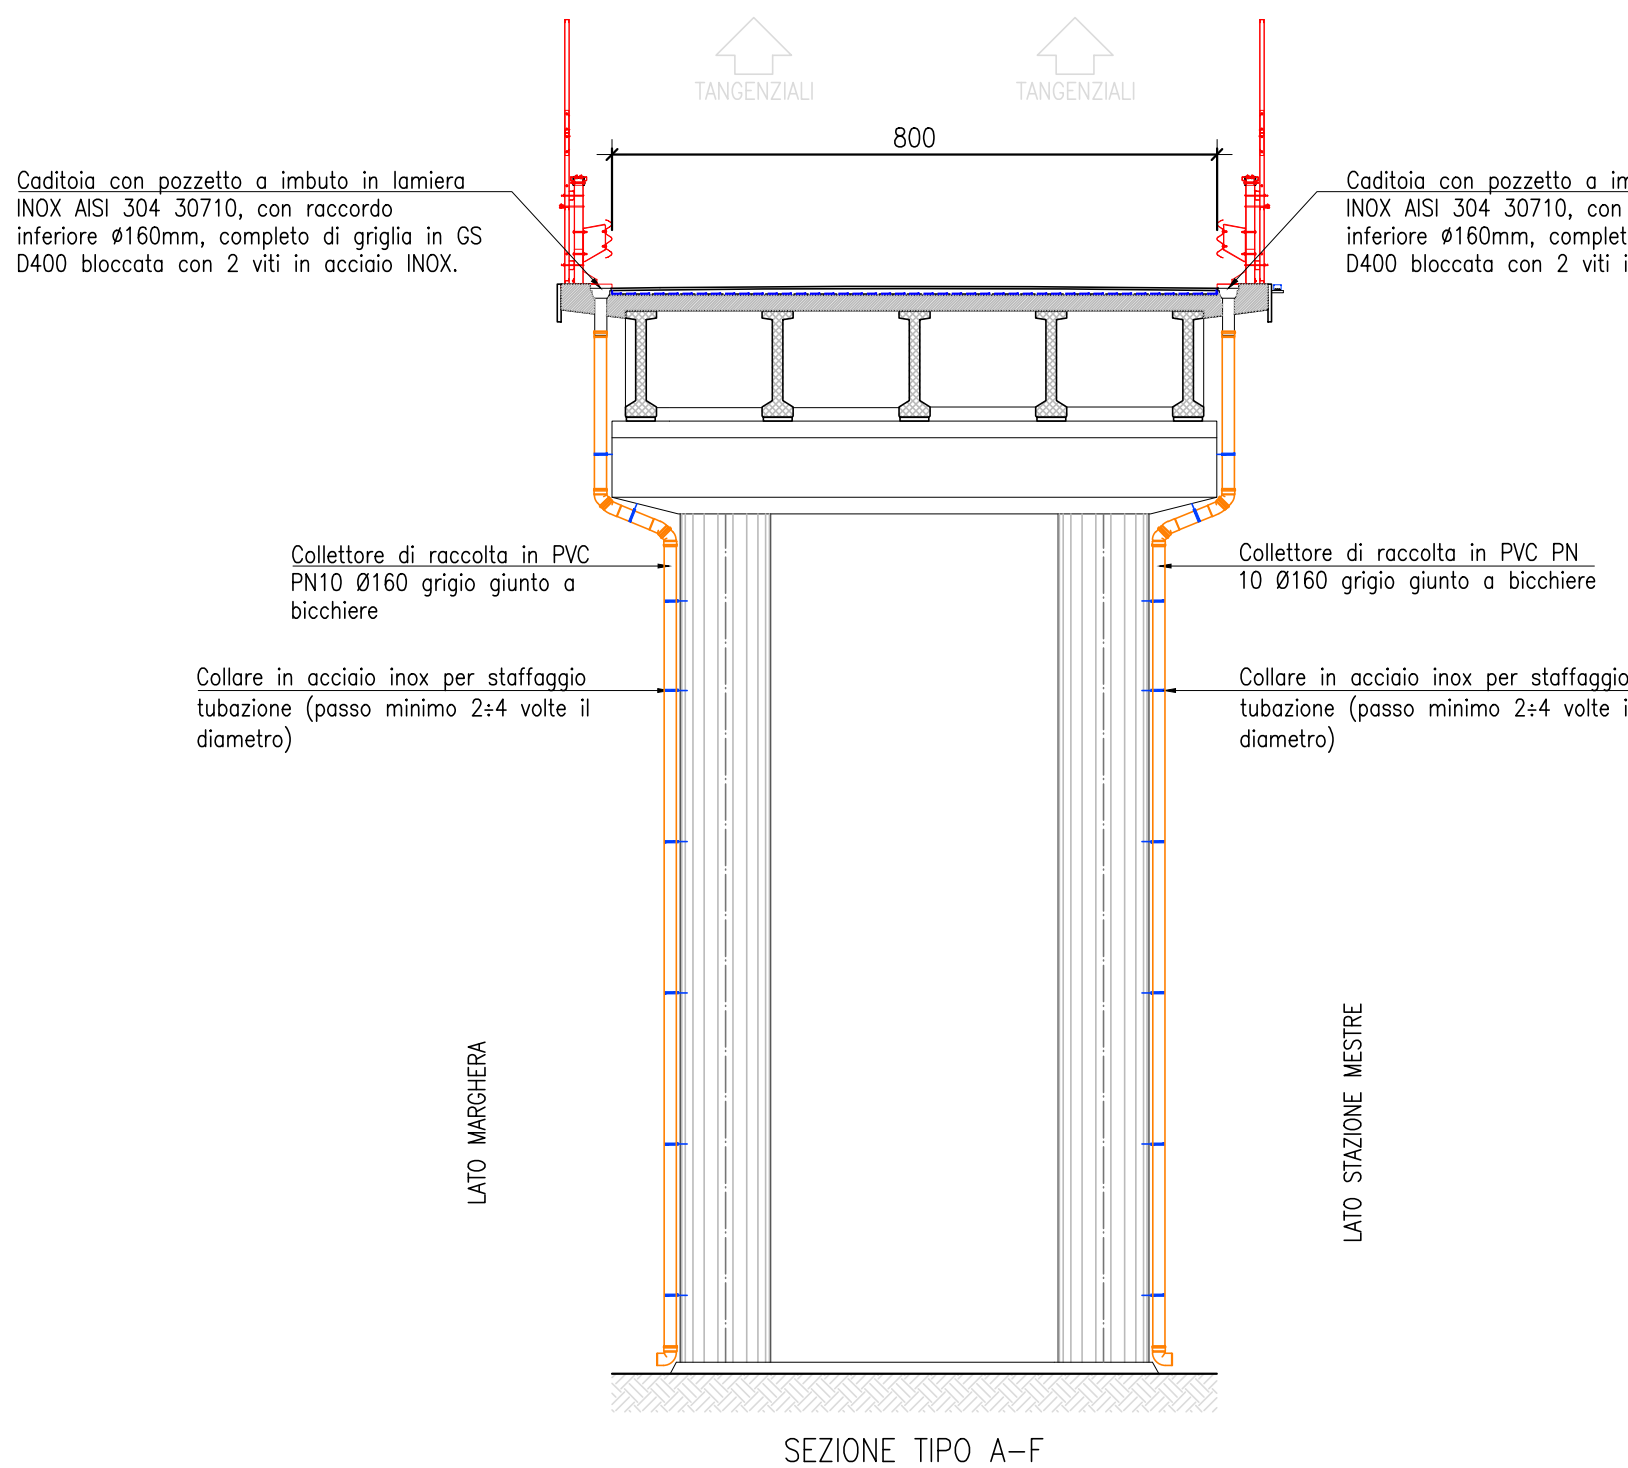 TANGENZIALI
TANGENZIALI
800
Caditoia con pozzetto a imbuto in lamiera
INOX AISI 304 30710, con raccordo
inferiore Ø160mm, completo di griglia in GS
D400 bloccata con 2 viti in acciaio INOX.
Caditoia con pozzetto a
INOX AISI 304 30710, con
inferiore Ø160mm,
D400 bloccata con 2 viti
Collettore di raccolta in PVC
PN10 Ø160 grigio giunto a
bicchiere
Collettore di raccolta in PVC PN
10 Ø160 grigio giunto a bicchiere
Collare in acciaio inox per staffaggio
tubazione (passo minimo 2÷4 volte il
diametro)
Collare in acciaio inox per staffaggio
tubazione (passo minimo 2÷4 volte
diametro)
LATO MARGHERA
LATO STAZIONE MESTRE
SEZIONE TIPO A-F